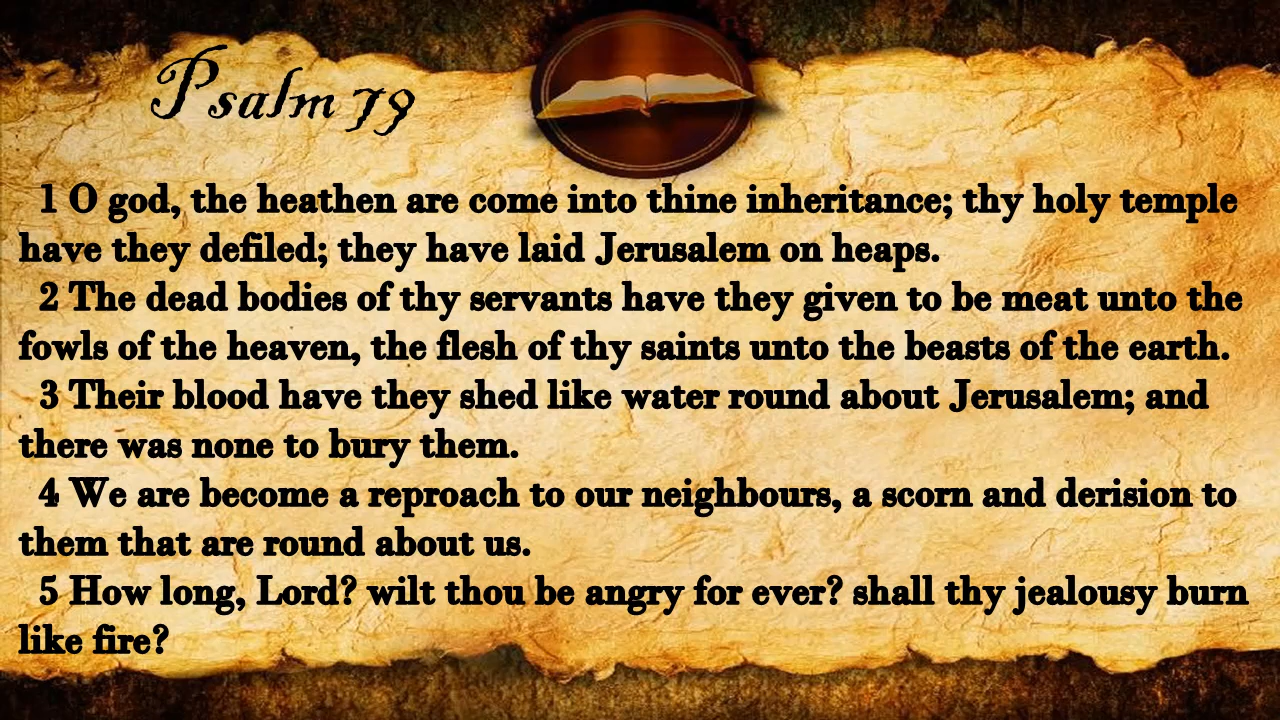 Psalm 79
1 O god, the heathen are come into thine inheritance; thy holy temple
have they defiled; they have laid Jerusalem on heaps.
2 The dead bodies of thy servants have they given to be meat unto the
fowls of the heaven, the flesh of thy saints unto the beasts of the earth.
3 Their blood have they shed like water round about Jerusalem; and
there was none to bury them.
4 We are become a reproach to our neighbours, a scorn and derision to
them that are round about us.
5 How long, Lord? wilt thou be angry for ever? shall thy jealousy burn
like fire?